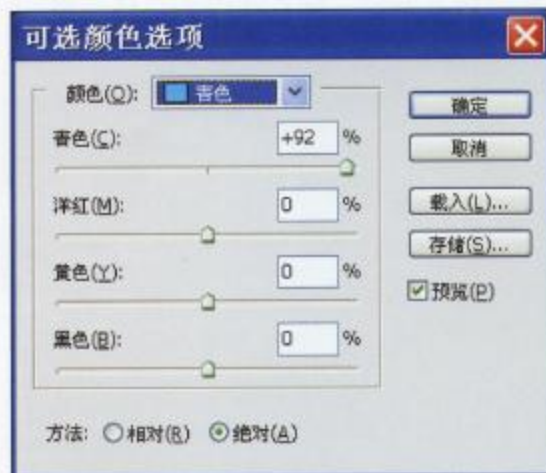 可选颜色选项
颜色(O): 青色
青色(C): +92 %
洋红(M): 0 %
黄色(Y): 0 %
黑色(B): 0 %
方法: 相对(R) 绝对(A)
确定
取消
载入(L)...
存储(S)...
预览(P)